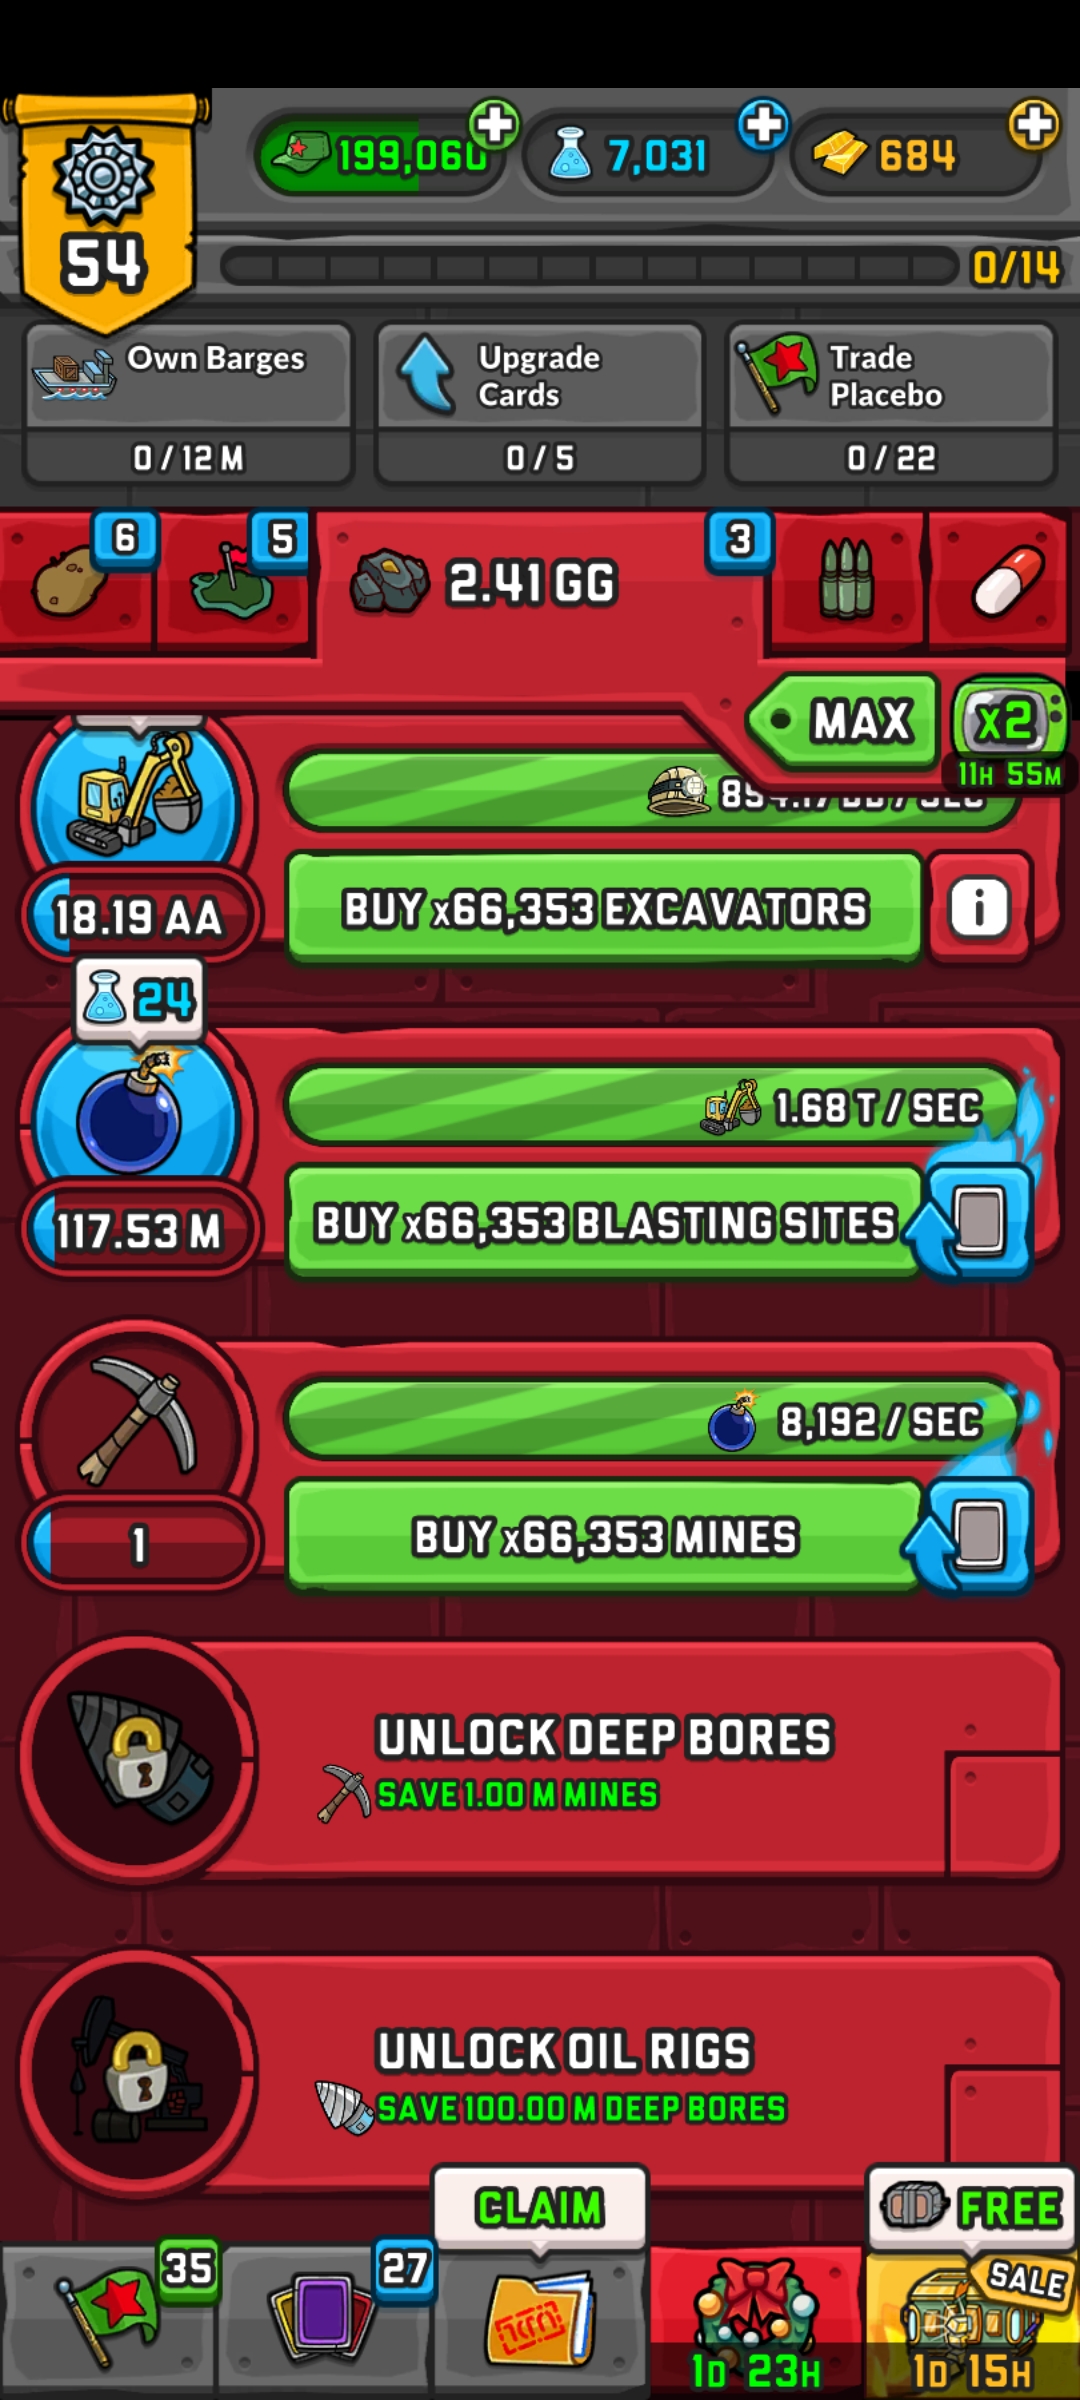 199,060
7,031
684
54
0/14
Own Barges
0 / 12 M
Upgrade
Cards
0 / 5
Trade
Placebo
0 / 22
6
5
2.41 GG
3
MAX
x2
11H 55M
18.19 AA
BUY x66,353 EXCAVATORS
i
24
1.68 T / SEC
117.53 M
BUY x66,353 BLASTING SITES
8,192 / SEC
1
BUY x66,353 MINES
UNLOCK DEEP BORES
SAVE 1.00 M MINES
UNLOCK OIL RIGS
SAVE 100.00 M DEEP BORES
CLAIM
FREE
35
27
SALE
1D 23H
1D 15H